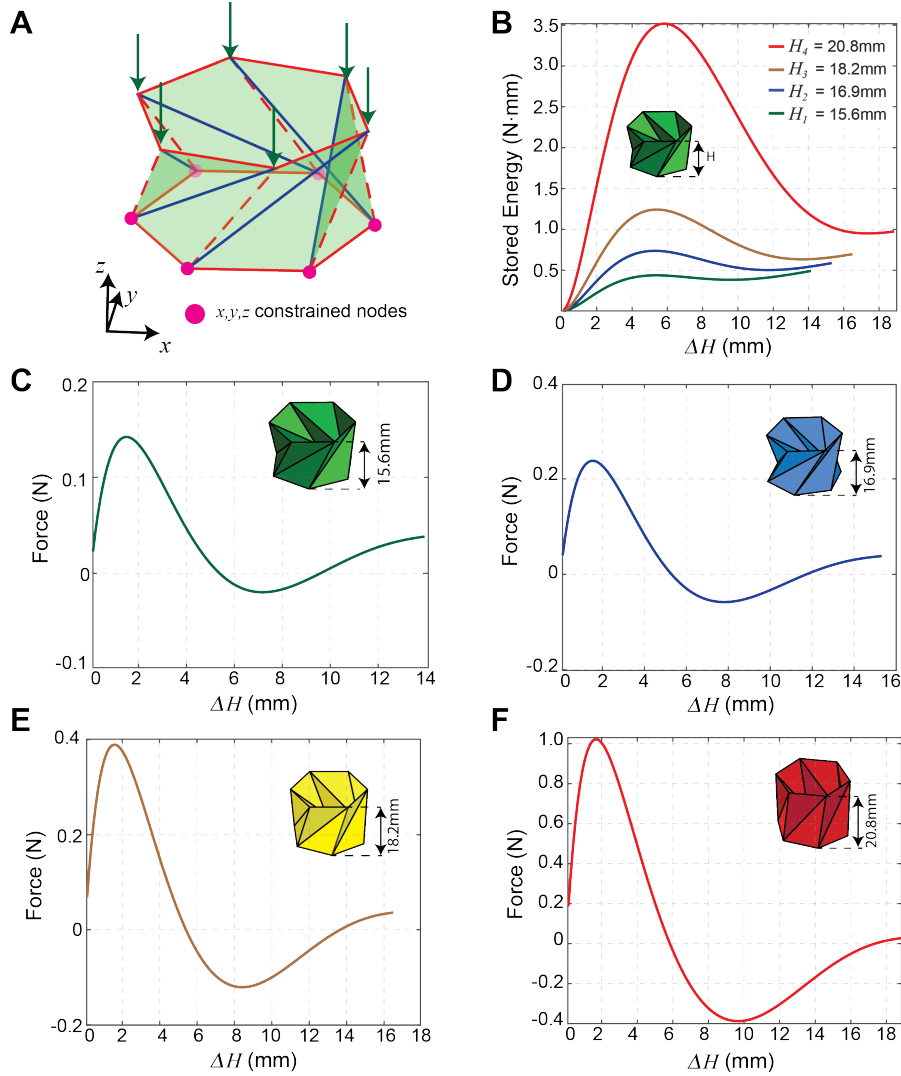 A
z
y
x
x,y,z constrained nodes
B
Stored Energy (N·mm)
3.5
3.0
2.5
2.0
1.5
1.0
0.5
0 2 4 6 8 10 12 14 16 18
ΔH (mm)
H4 = 20.8mm
H3 = 18.2mm
H2 = 16.9mm
H1 = 15.6mm
H
C
Force (N)
0.2
0.1
0
-0.1
0 2 4 6 8 10 12 14
ΔH (mm)
15.6mm
D
Force (N)
0.4
0.2
0
-0.2
0 2 4 6 8 10 12 14 16
ΔH (mm)
16.9mm
E
Force (N)
0.4
0.2
0
-0.2
0 2 4 6 8 10 12 14 16 18
ΔH (mm)
18.2mm
F
Force (N)
1.0
0.8
0.6
0.4
0.2
0
-0.2
-0.4
0 2 4 6 8 10 12 14 16 18
ΔH (mm)
20.8mm